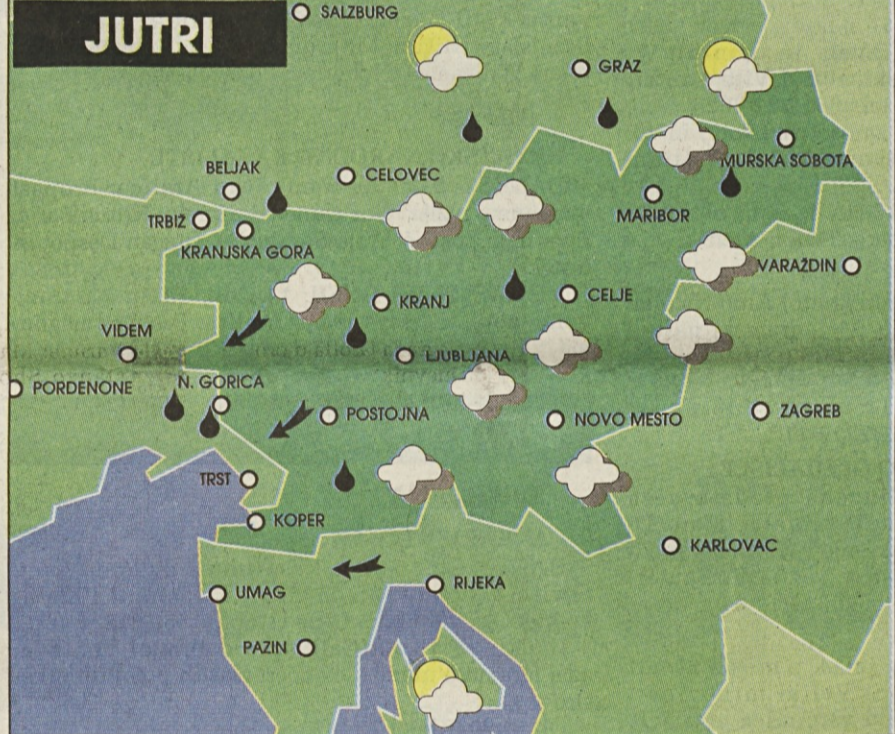 JUTRI
SALZBURG
GRAZ
MURSKA SOBOTA
BELJAK
CELOVEC
MARIBOR
TRBIŽ
KRANJSKA GORA
VARAŽDIN
KRANJ
CELJE
VIDEM
LJUBLJANA
PORDENONE
N. GORICA
POSTOJNA
NOVO MESTO
ZAGREB
TRST
KOPER
KARLOVAC
UMAG
RIJEKA
PAZIN